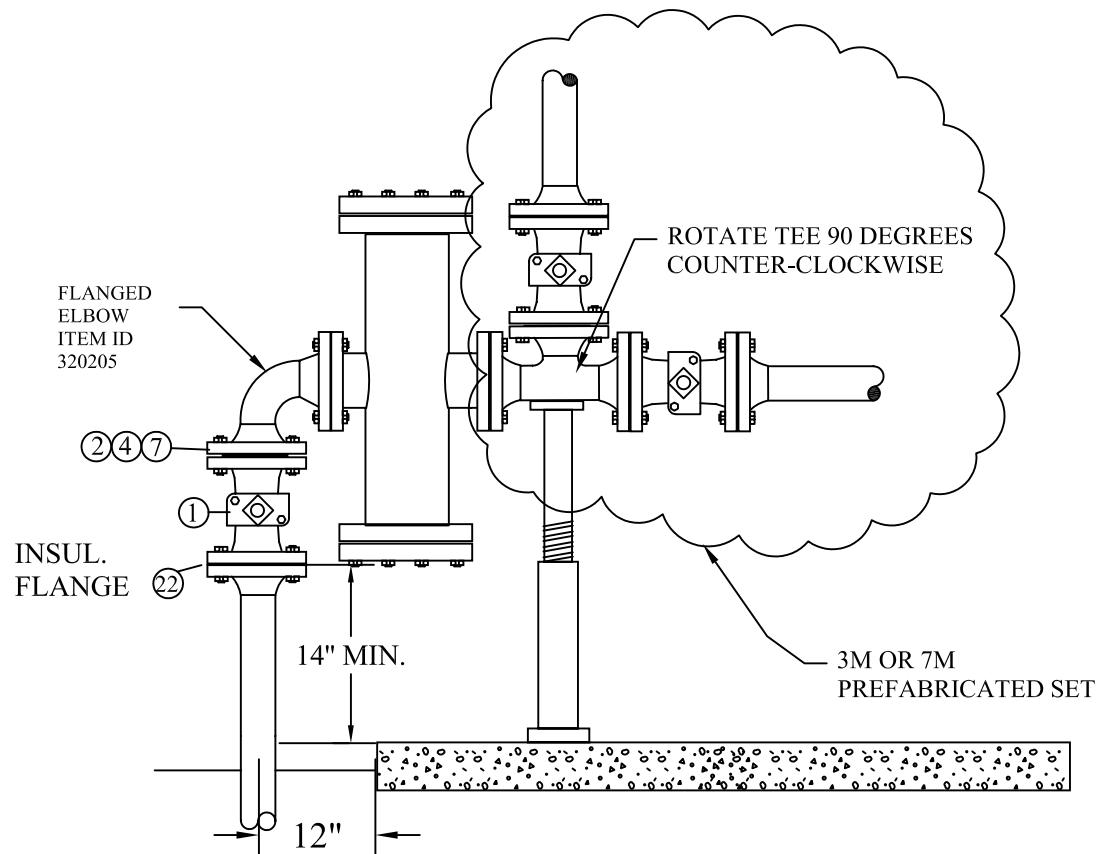 ROTATE TEE 90 DEGREES
COUNTER-CLOCKWISE
FLANGED
ELBOW
ITEM ID
320205
2 4 7
1
INSUL.
FLANGE 22
14" MIN.
3M OR 7M
PREFABRICATED SET
12"